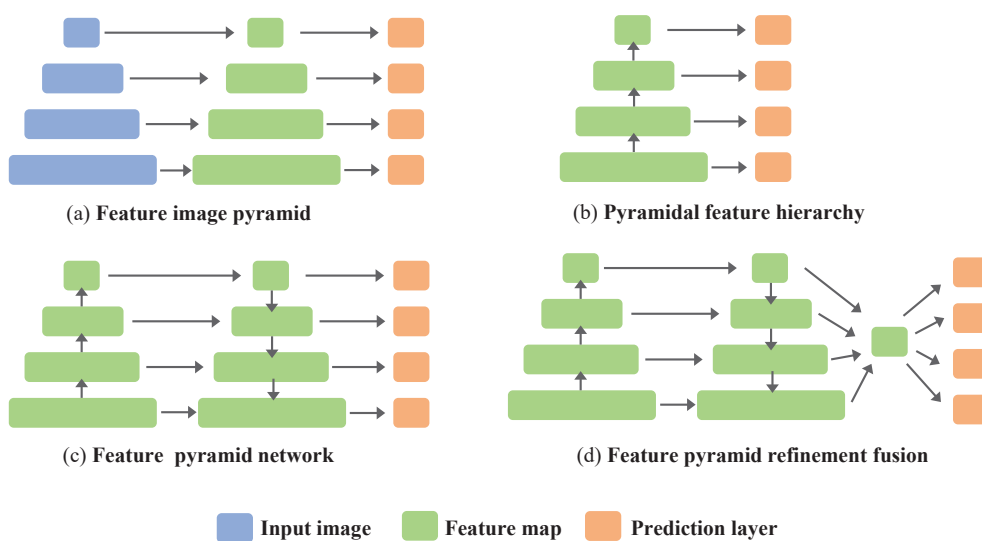 (a) Feature image pyramid
(b) Pyramidal feature hierarchy
(c) Feature pyramid network
(d) Feature pyramid refinement fusion
Input image
Feature map
Prediction layer